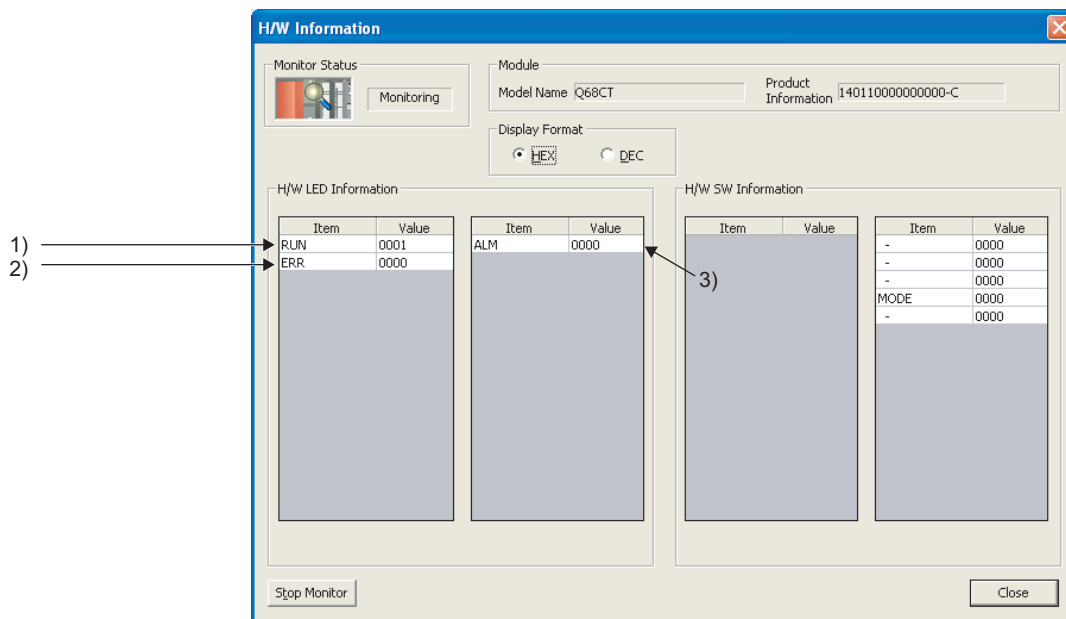 H/W Information
Monitor Status
Monitoring
Module
Model Name Q68CT
Product Information 140110000000000-C
Display Format
HEX DEC
H/W LED Information
Item Value
RUN 0001
ERR 0000
Item Value
ALM 0000
H/W SW Information
Item Value
Item Value
- 0000
- 0000
- 0000
MODE 0000
- 0000
1)
2)
3)
Stop Monitor
Close